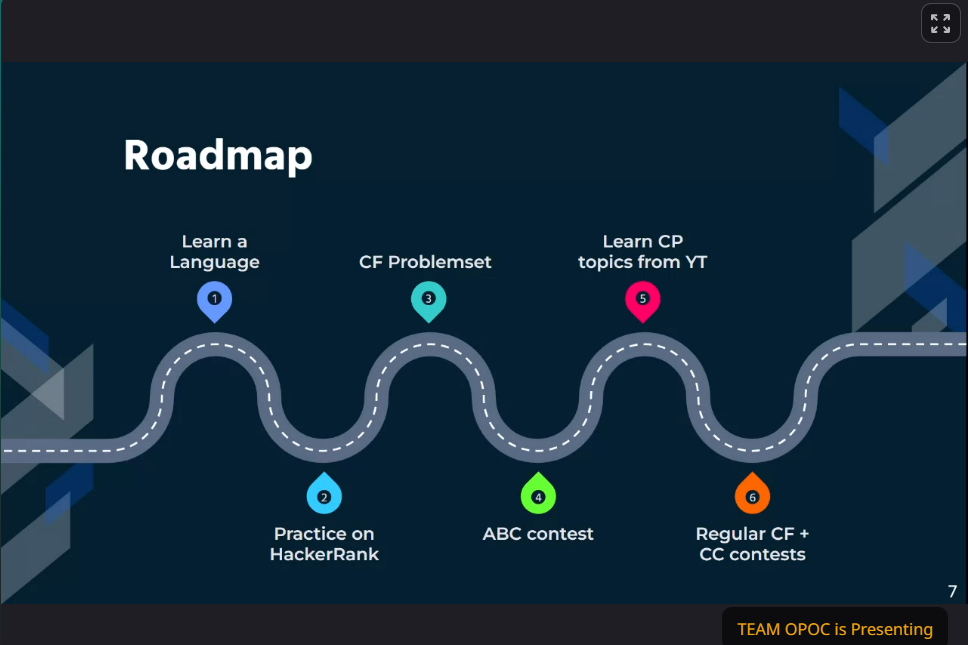 Roadmap
Learn a
Language
1
Practice on
HackerRank
2
CF Problemset
3
ABC contest
4
Learn CP
topics from YT
5
Regular CF +
CC contests
6
7
TEAM OPOC is Presenting